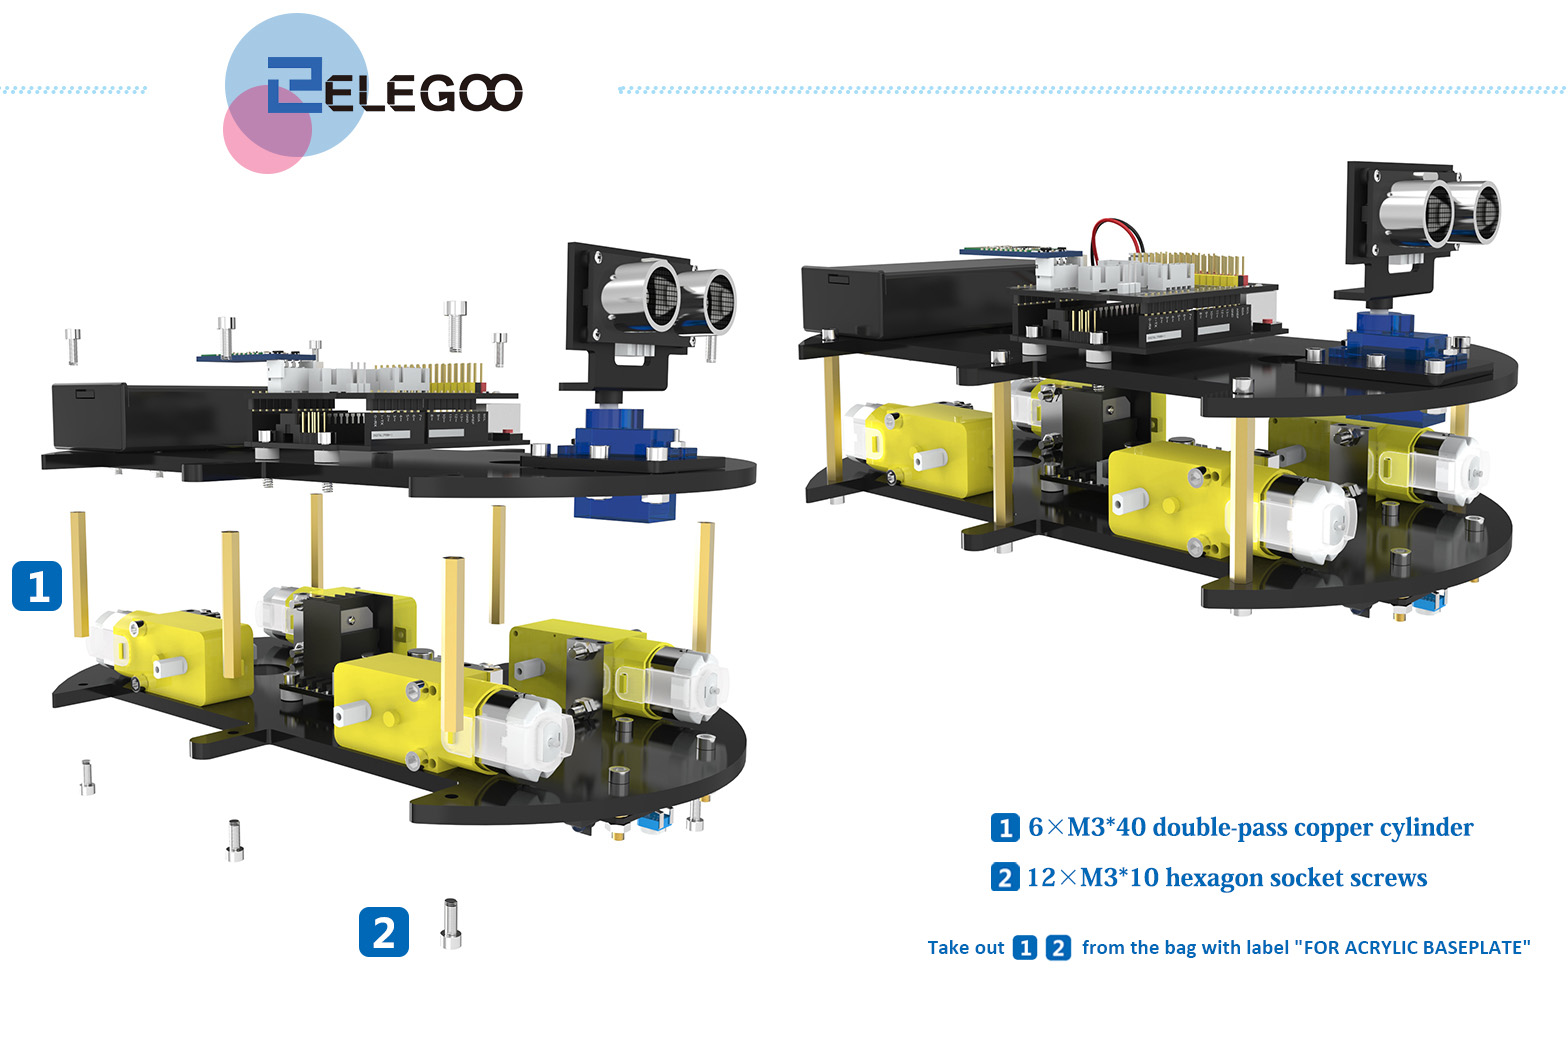 ELEGOO
1
2
1 6×M3*40 double-pass copper cylinder
2 12×M3*10 hexagon socket screws
Take out 1 2 from the bag with label "FOR ACRYLIC BASEPLATE"